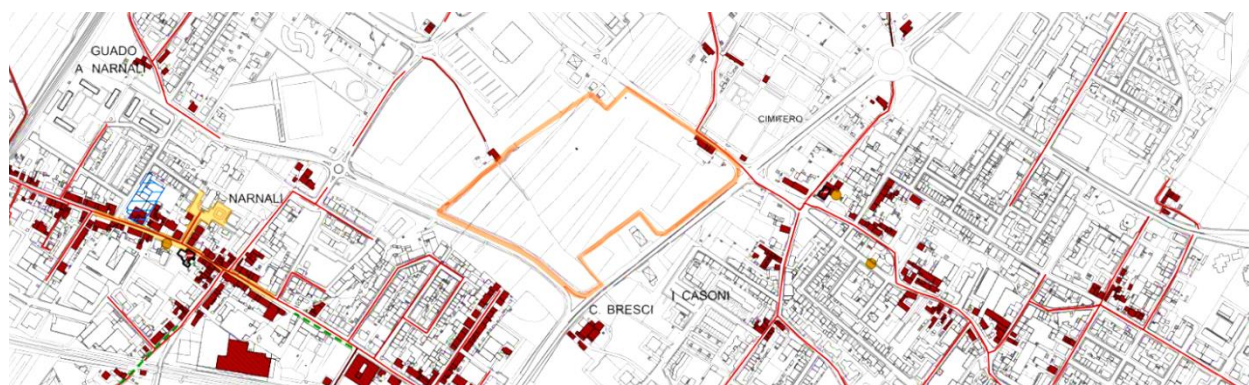 GUADO
A NARNALI
CIMITERO
NARNALI
C. BRESCI
I CASONI